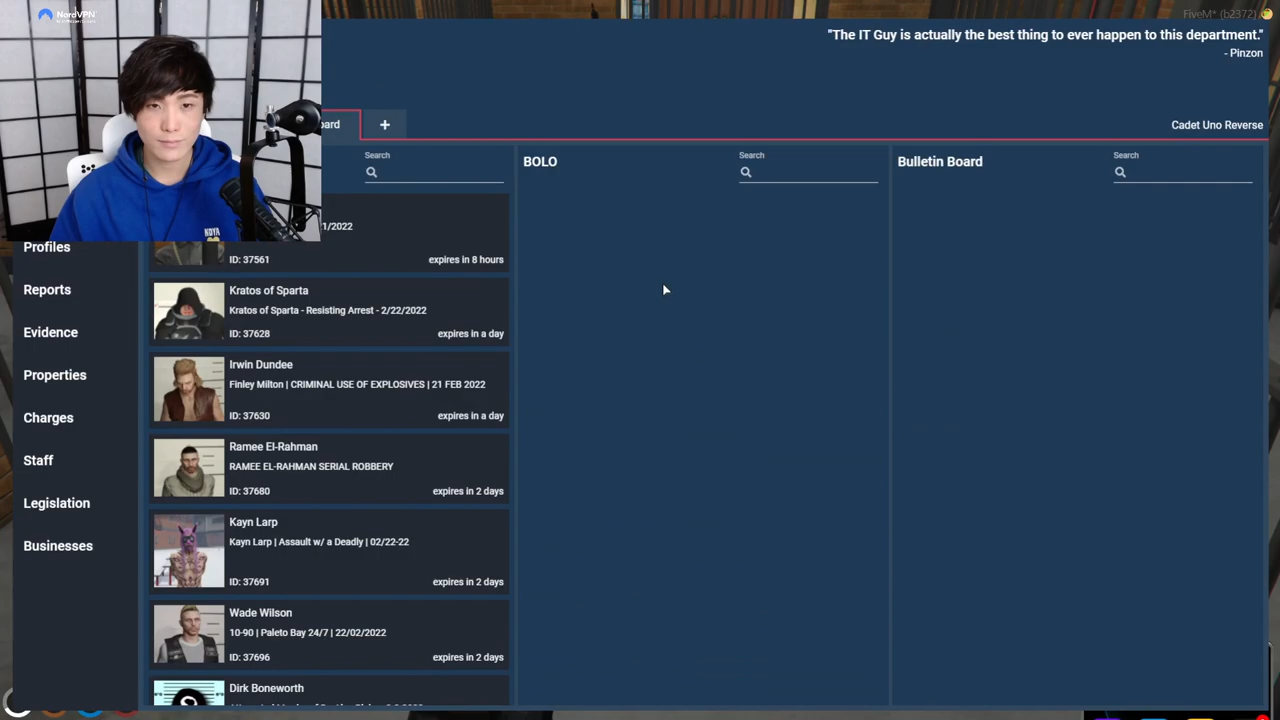 NordVPN
FiveM* (b2372)
"The IT Guy is actually the best thing to ever happen to this department."
- Pinzon
+
Cadet Uno Reverse
Search
BOLO
Search
Bulletin Board
Search
Profiles
Reports
Evidence
Properties
Charges
Staff
Legislation
Businesses
1/2022
ID: 37561
expires in 8 hours
Kratos of Sparta
Kratos of Sparta - Resisting Arrest - 2/22/2022
ID: 37628
expires in a day
Irwin Dundee
Finley Milton | CRIMINAL USE OF EXPLOSIVES | 21 FEB 2022
ID: 37630
expires in a day
Ramee El-Rahman
RAMEE EL-RAHMAN SERIAL ROBBERY
ID: 37680
expires in 2 days
Kayn Larp
Kayn Larp | Assault w/ a Deadly | 02/22-22
ID: 37691
expires in 2 days
Wade Wilson
10-90 | Paleto Bay 24/7 | 22/02/2022
ID: 37696
expires in 2 days
Dirk Boneworth